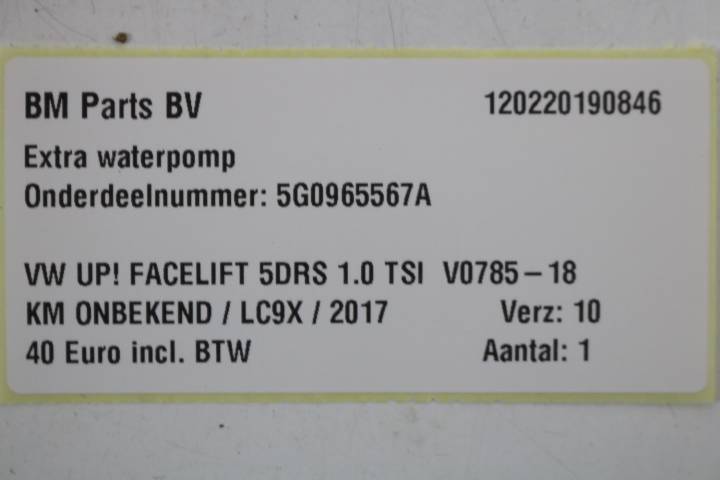 BM Parts BV 120220190846
Extra waterpomp
Onderdeelnummer: 5G0965567A
VW UP! FACELIFT 5DRS 1.0 TSI V0785-18
KM ONBEKEND / LC9X / 2017 Verz: 10
40 Euro incl. BTW Aantal: 1